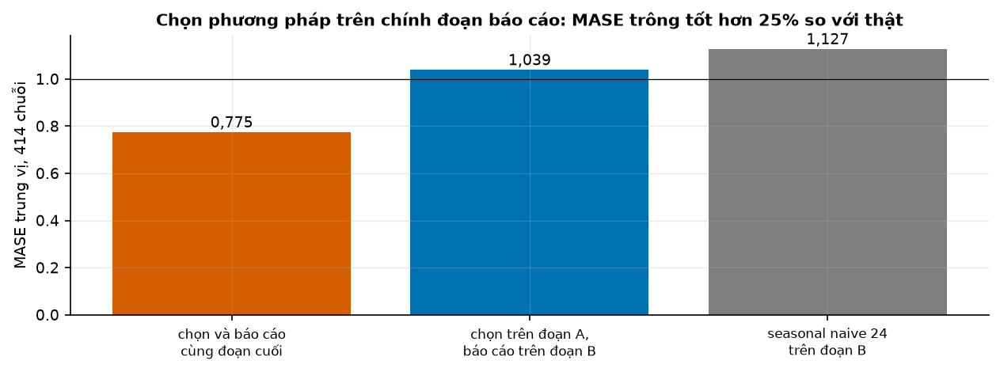 Chọn phương pháp trên chính đoạn báo cáo: MASE trông tốt hơn 25% so với thật
MASE trung vị, 414 chuỗi
1.0
0.8
0.6
0.4
0.2
0.0
0,775
1,039
1,127
chọn và báo cáo
cùng đoạn cuối
chọn trên đoạn A,
báo cáo trên đoạn B
seasonal naive 24
trên đoạn B